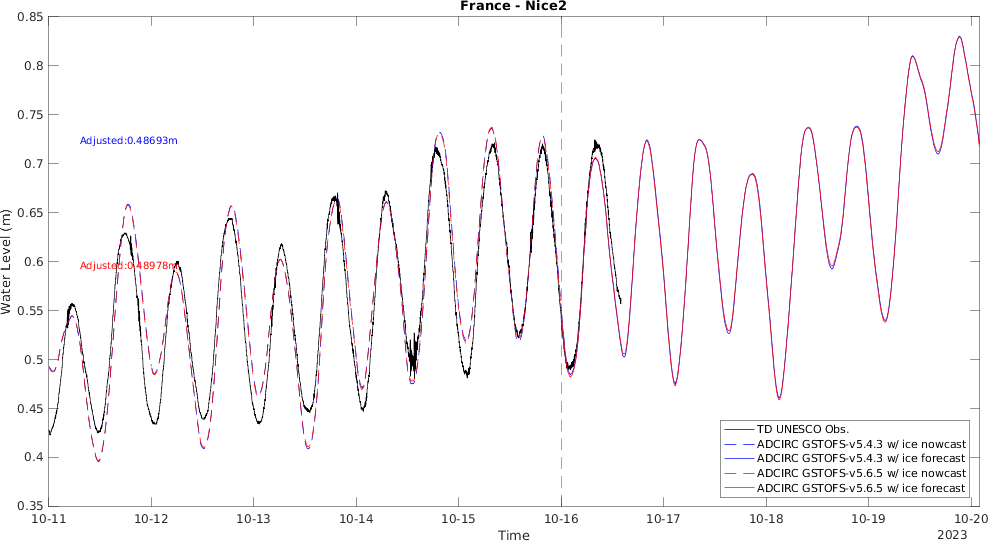 France - Nice2
0.85
0.8
0.75
0.7
0.65
0.6
0.55
0.5
0.45
0.4
0.35
Water Level (m)
Adjusted:0.48693m
Adjusted:0.48978m
TD UNESCO Obs.
ADCIRC GSTOFS-v5.4.3 w/ ice nowcast
ADCIRC GSTOFS-v5.4.3 w/ ice forecast
ADCIRC GSTOFS-v5.6.5 w/ ice nowcast
ADCIRC GSTOFS-v5.6.5 w/ ice forecast
10-11 10-12 10-13 10-14 10-15 10-16 10-17 10-18 10-19 10-20
Time
2023